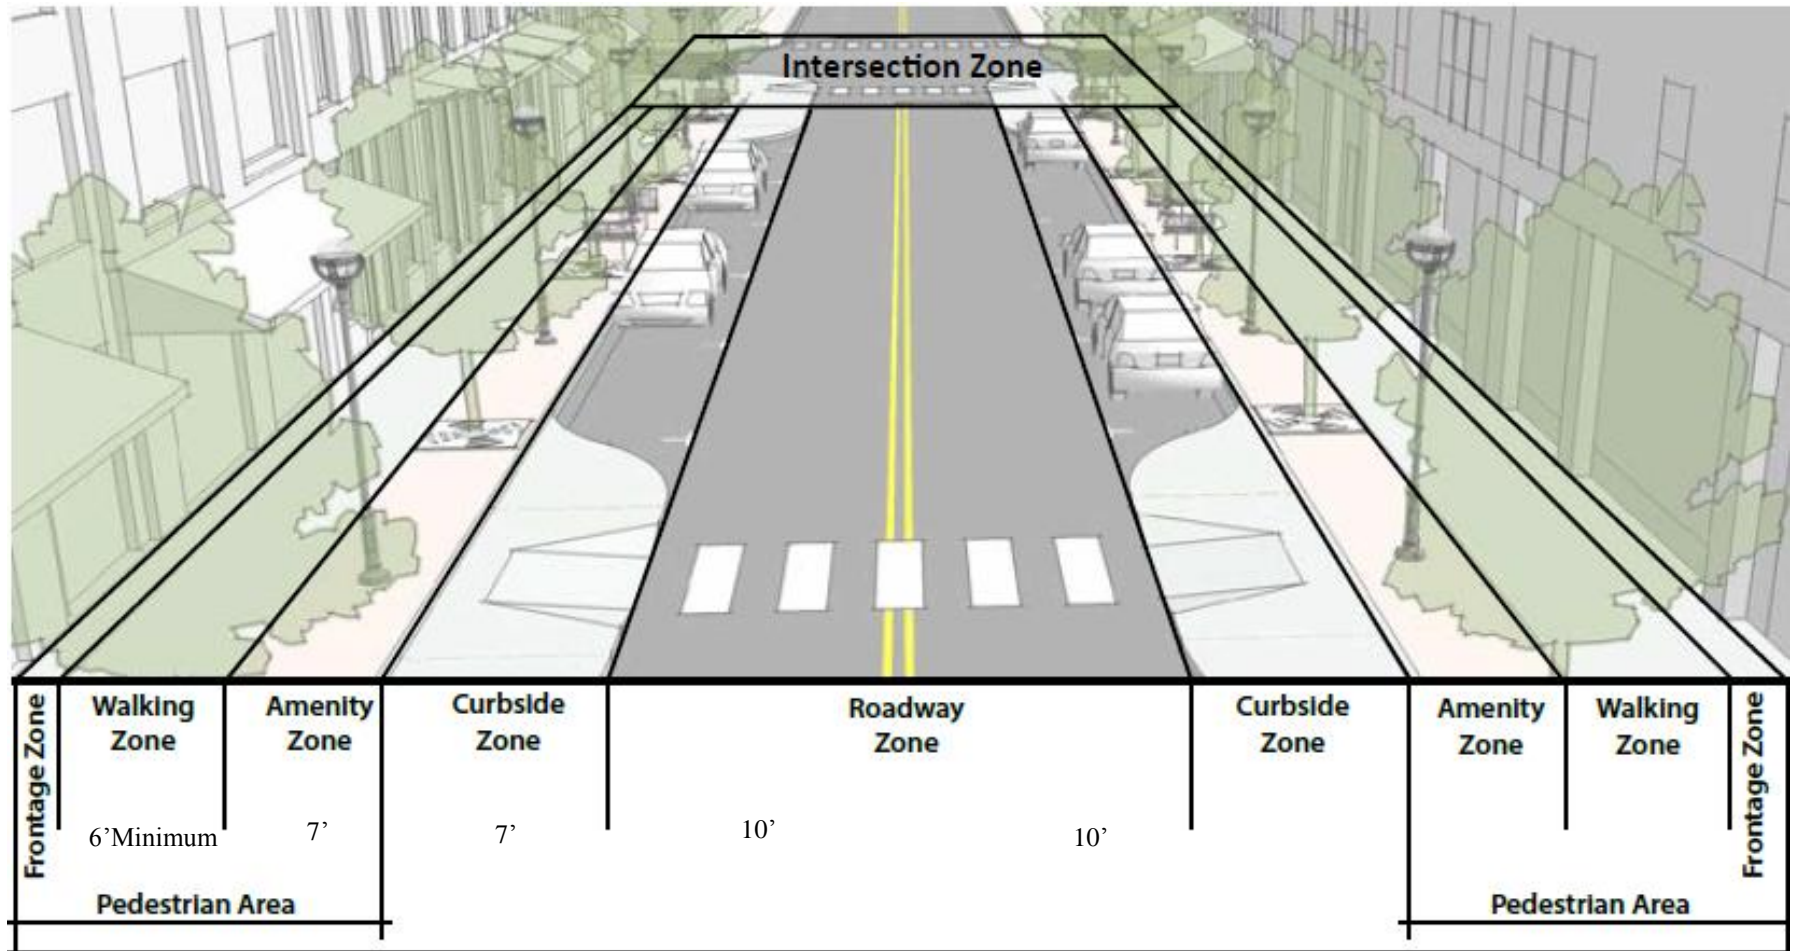 Intersection Zone
Frontage Zone
Walking
Zone
6’Minimum
Amenity
Zone
7’
Curbside
Zone
7’
Roadway
Zone
10’
10’
Curbside
Zone
Amenity
Zone
Walking
Zone
Frontage Zone
Pedestrian Area
Pedestrian Area